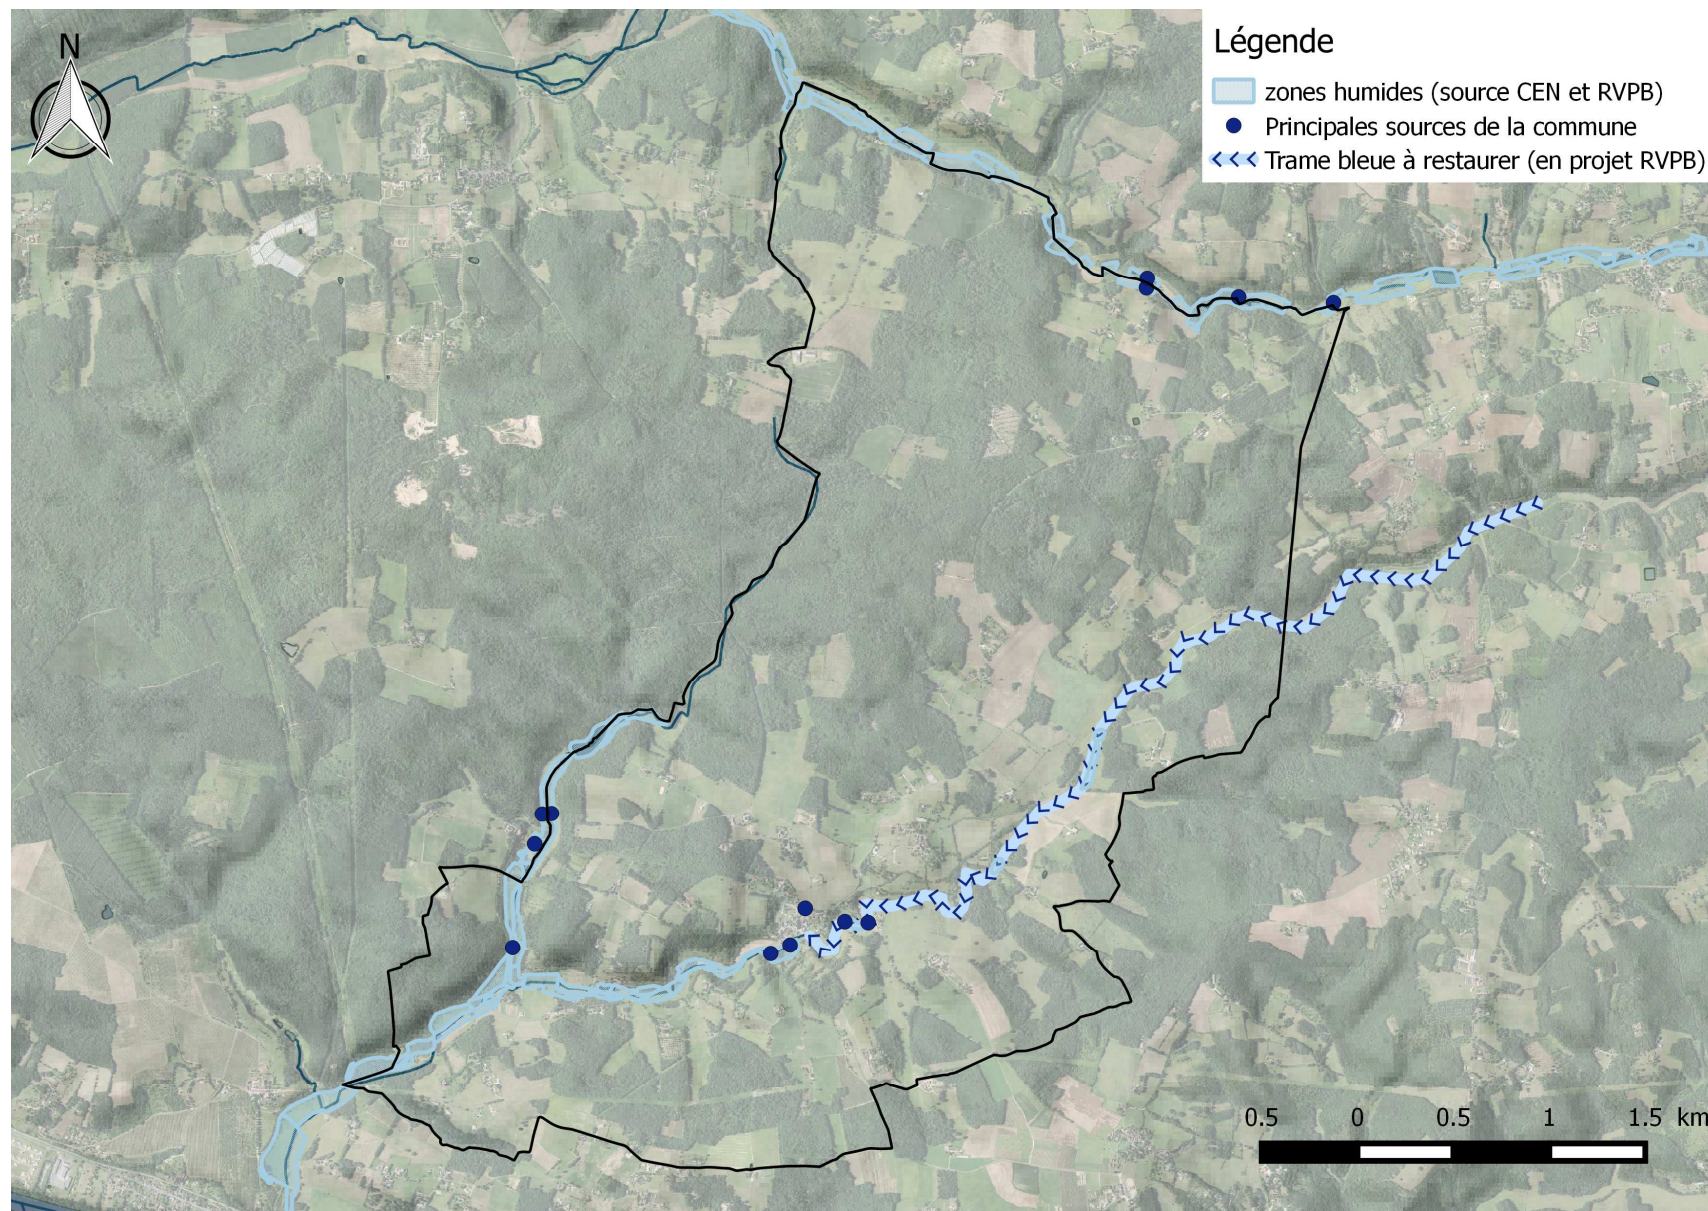 N
Légende
zones humides (source CEN et RVPB)
Principales sources de la commune
Trame bleue à restaurer (en projet RVPB)
0.5 0 0.5 1 1.5 km